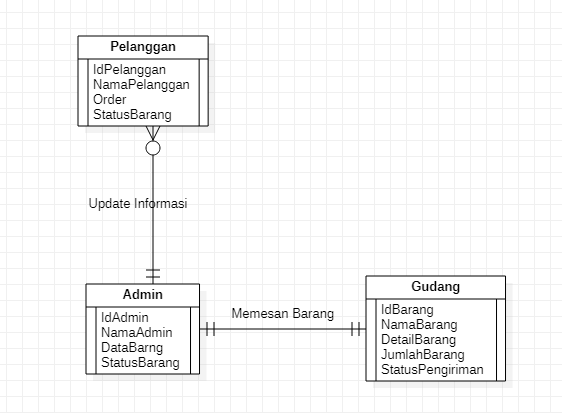 Pelanggan
IdPelanggan
NamaPelanggan
Order
StatusBarang
Update Informasi
Admin
IdAdmin
NamaAdmin
DataBarng
StatusBarang
Memesan Barang
Gudang
IdBarang
NamaBarang
DetailBarang
JumlahBarang
StatusPengiriman